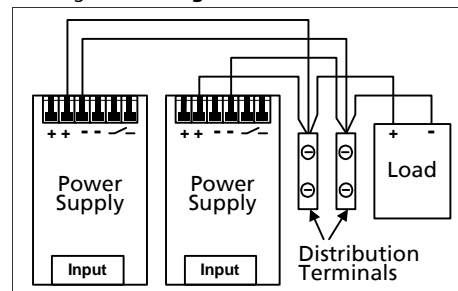 + + - -
+ + - -
+ -
Power
Supply
Power
Supply
Load
Input
Input
Distribution
Terminals